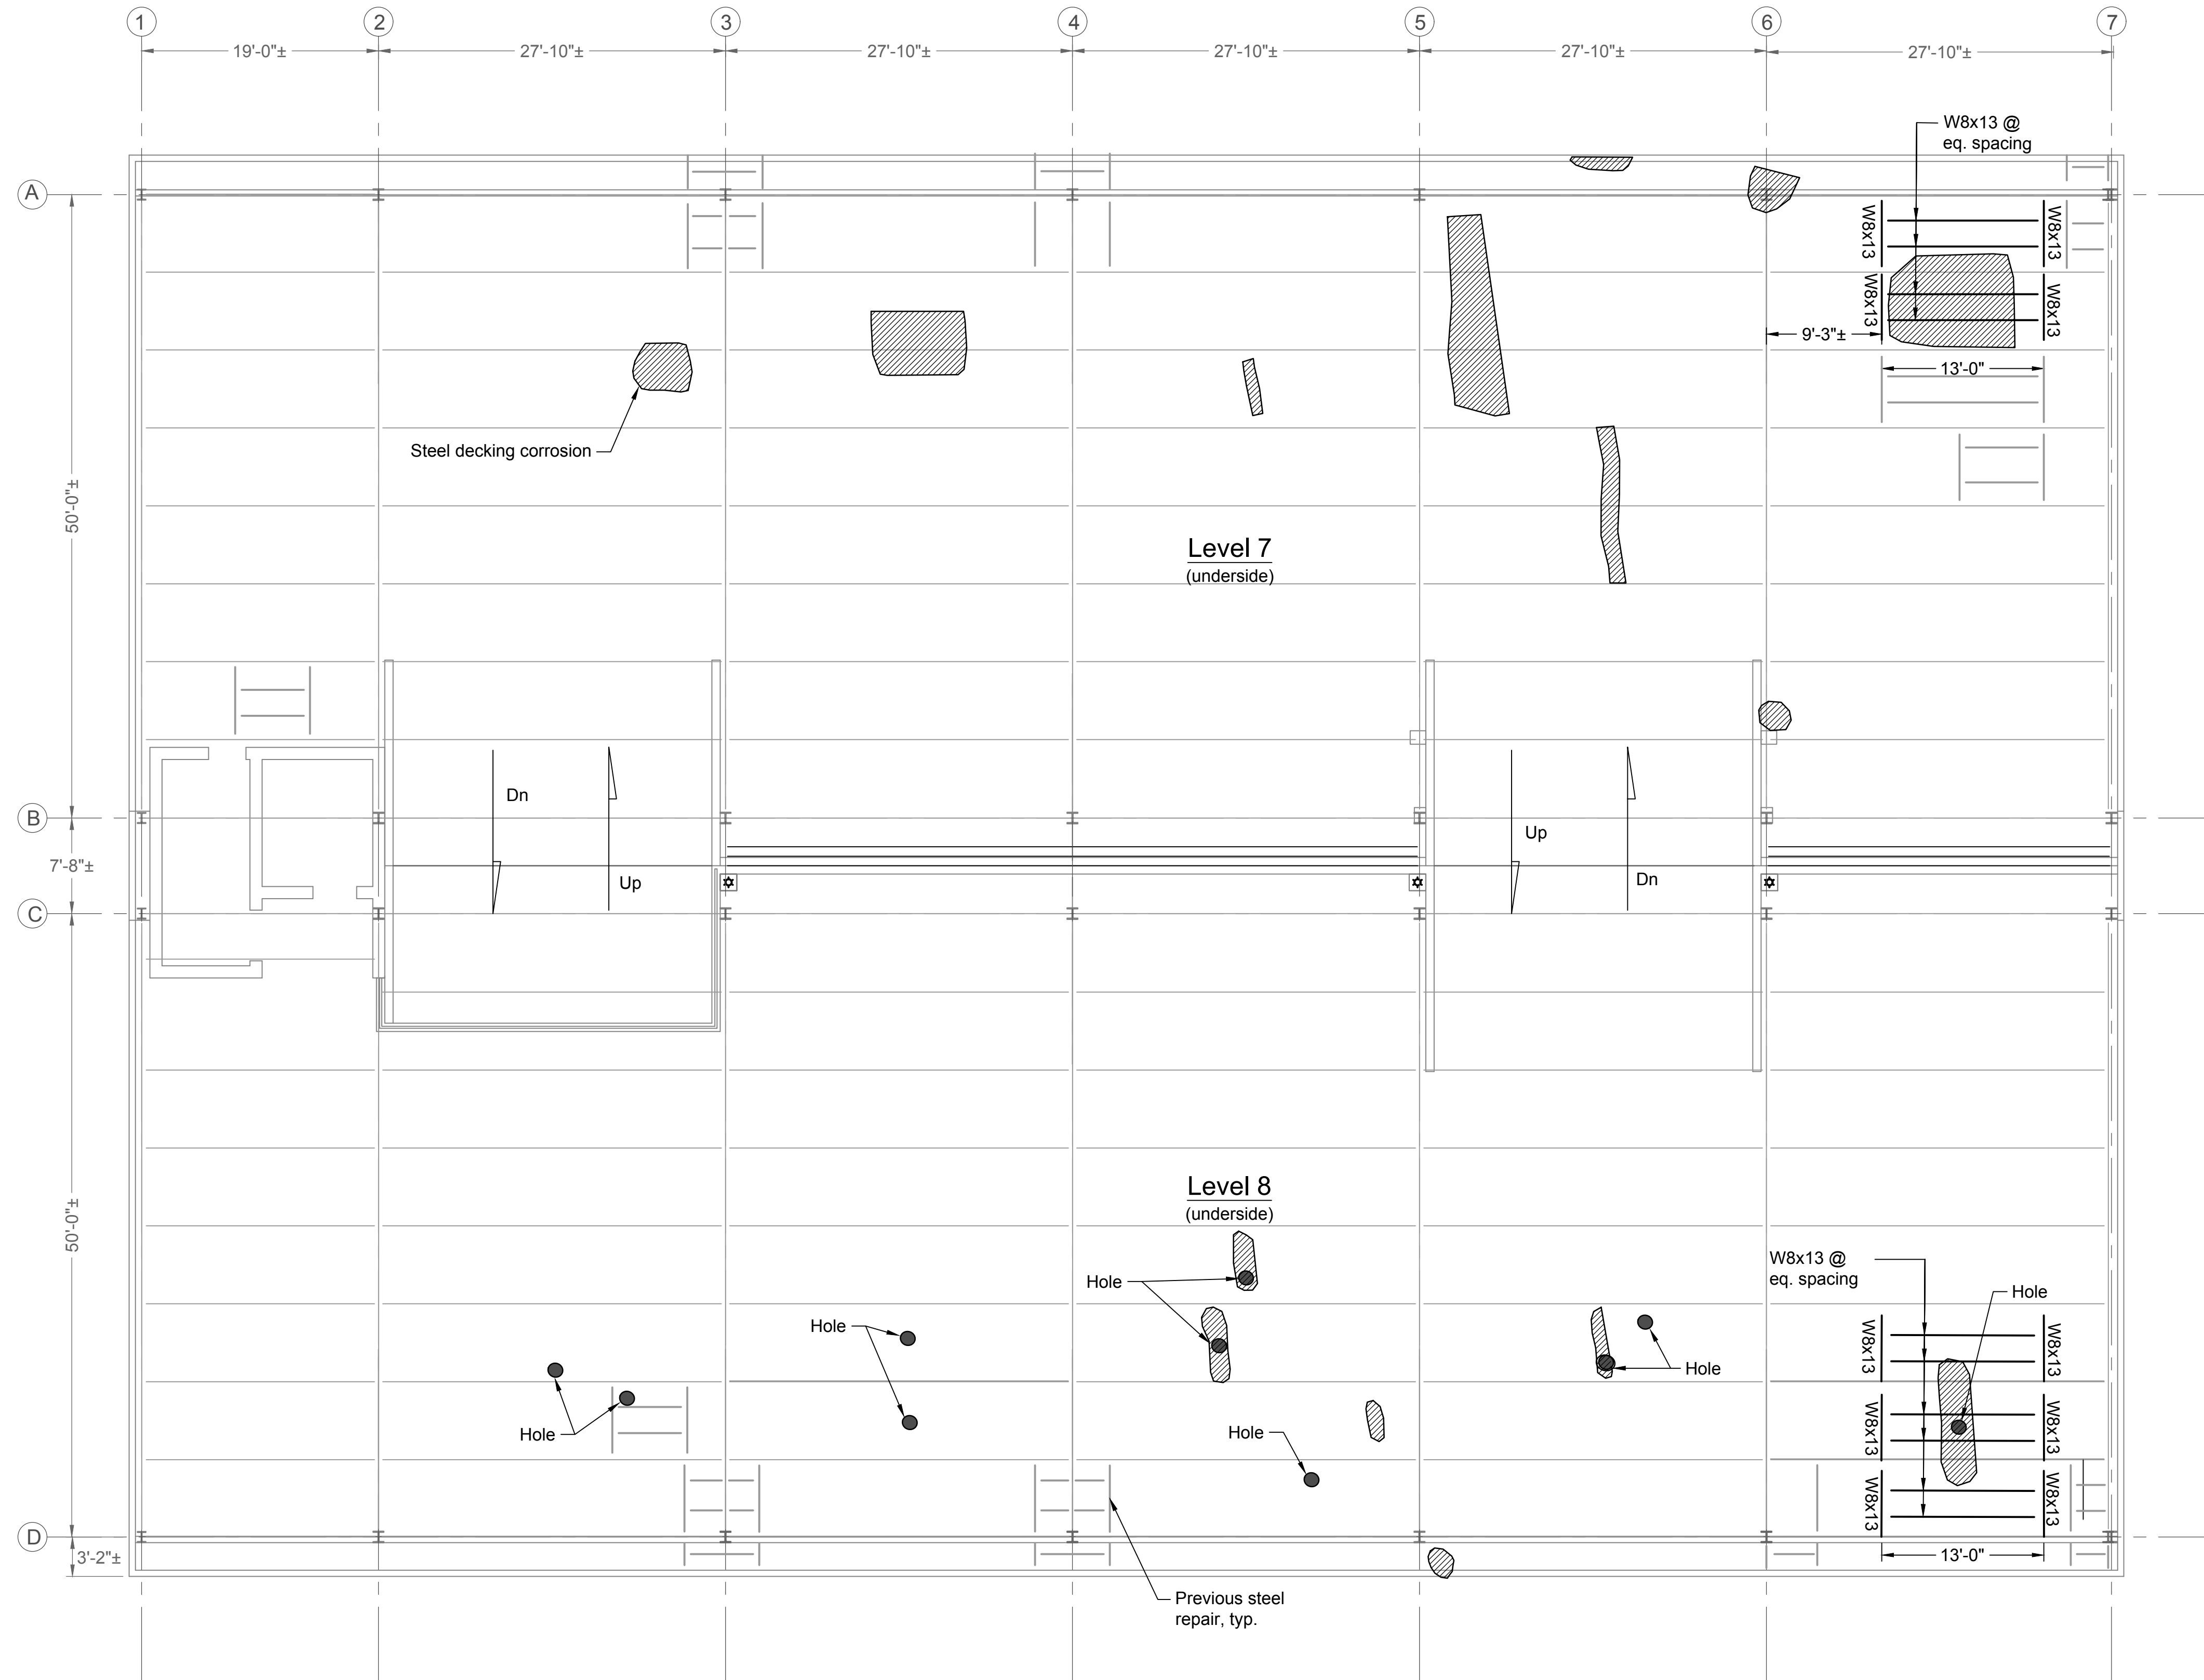 1
2
3
4
5
6
7
19'-0"±
27'-10"±
27'-10"±
27'-10"±
27'-10"±
27'-10"±
W8x13 @
eq. spacing
A
W8x13
W8x13
W8x13
W8x13
9'-3"±
13'-0"
Steel decking corrosion
50'-0"±
Level 7
(underside)
Dn
Up
Up
Dn
B
7'-8"±
C
50'-0"±
Level 8
(underside)
W8x13 @
eq. spacing
Hole
Hole
Hole
Hole
Hole
Hole
W8x13
W8x13
W8x13
W8x13
W8x13
W8x13
D
3'-2"±
13'-0"
Previous steel
repair, typ.